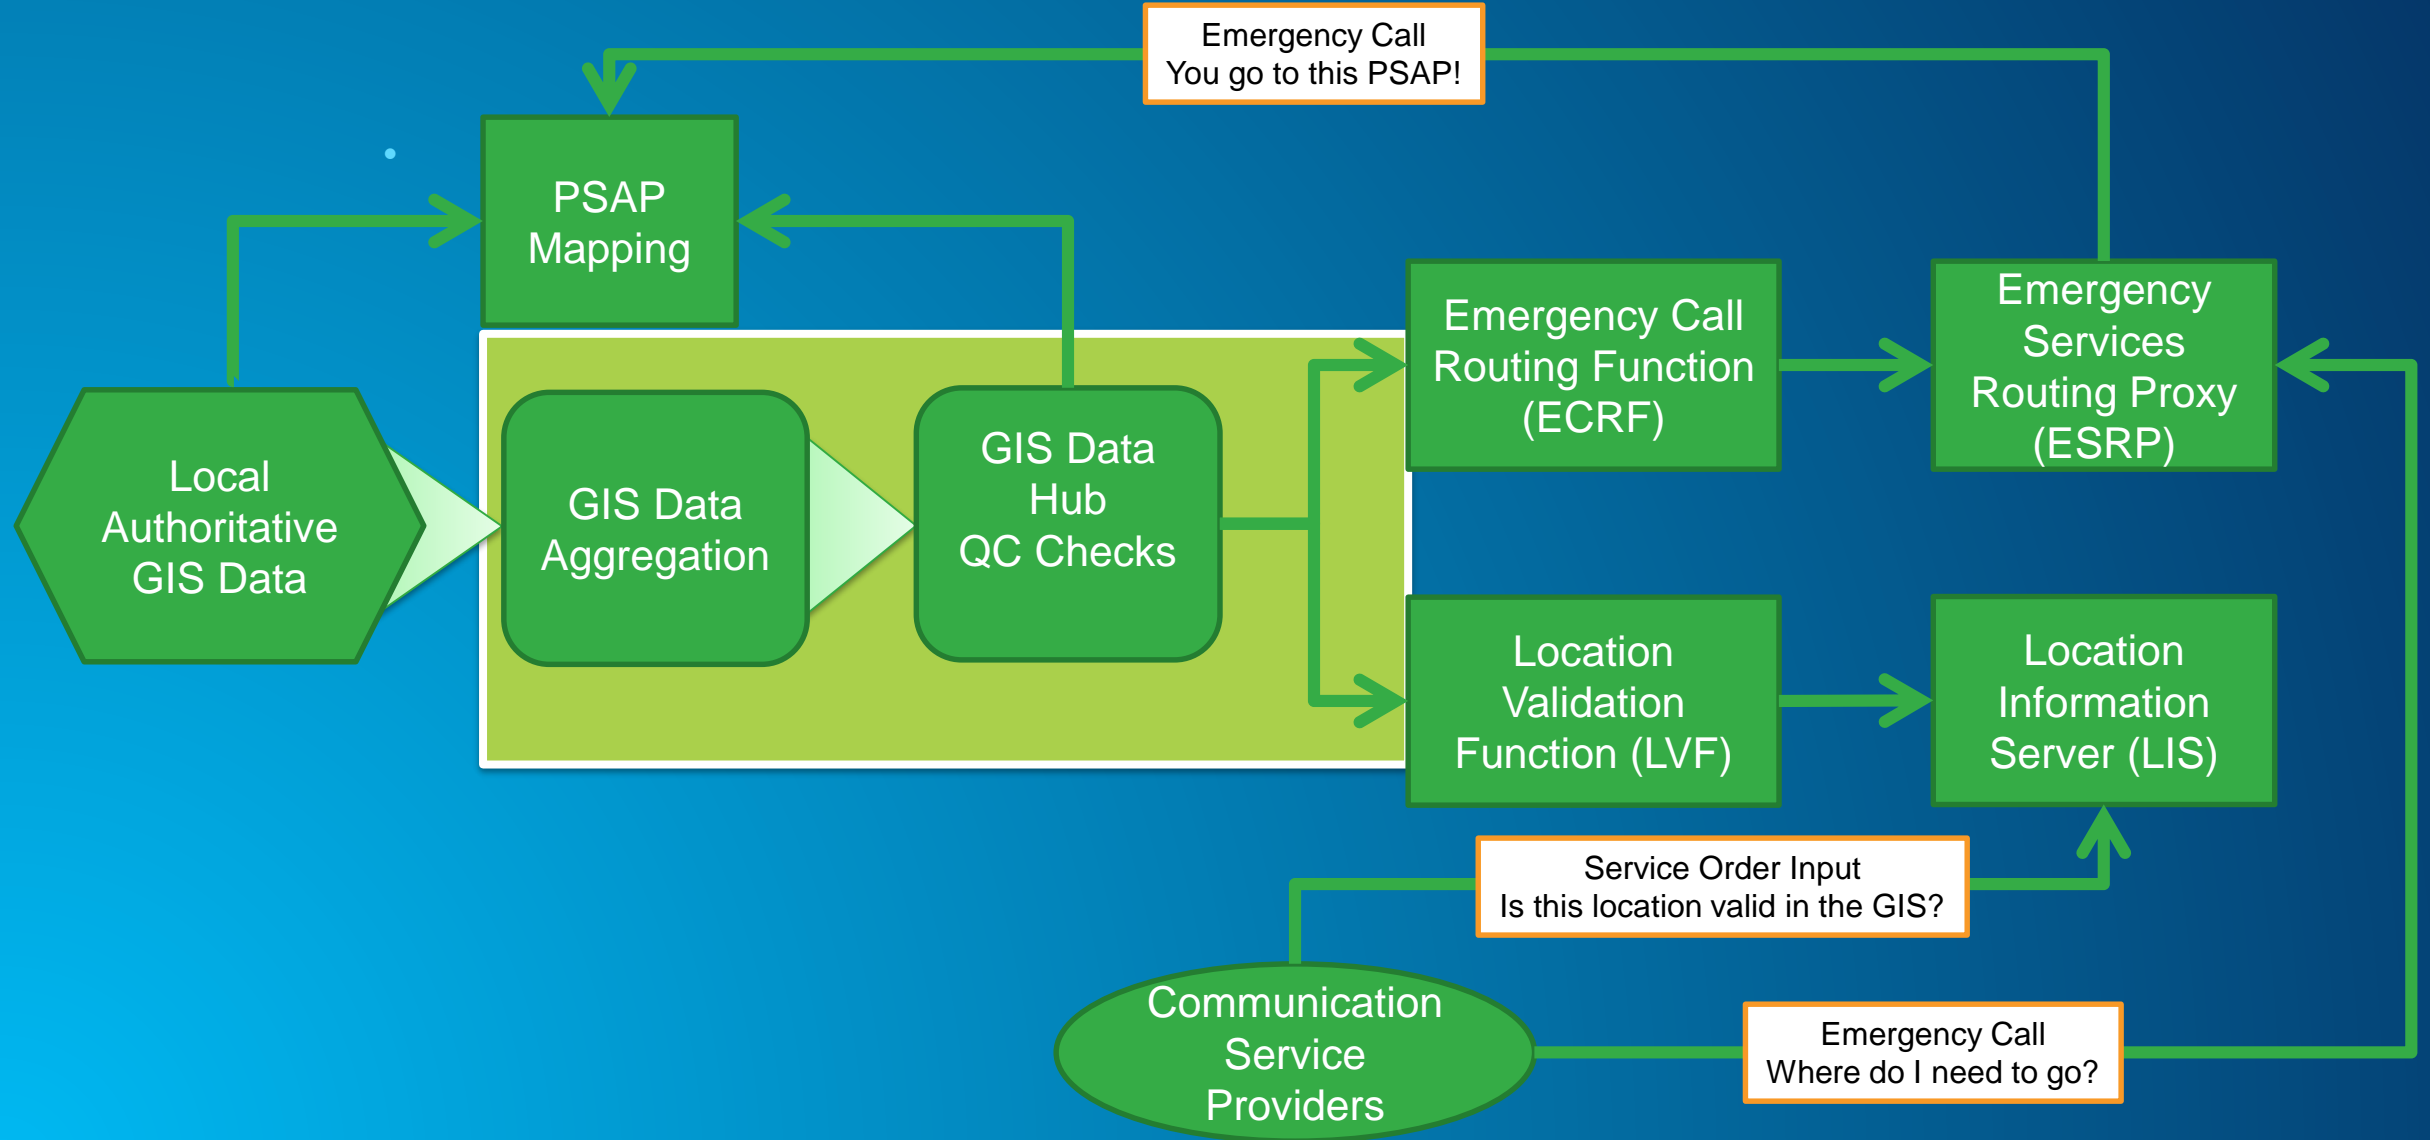 Emergency Call
You go to this PSAP!
PSAP
Mapping
Local
Authoritative
GIS Data
GIS Data
Aggregation
GIS Data
Hub
QC Checks
Emergency Call
Routing Function
(ECRF)
Emergency
Services
Routing Proxy
(ESRP)
Location
Validation
Function (LVF)
Location
Information
Server (LIS)
Service Order Input
Is this location valid in the GIS?
Communication
Service
Providers
Emergency Call
Where do I need to go?